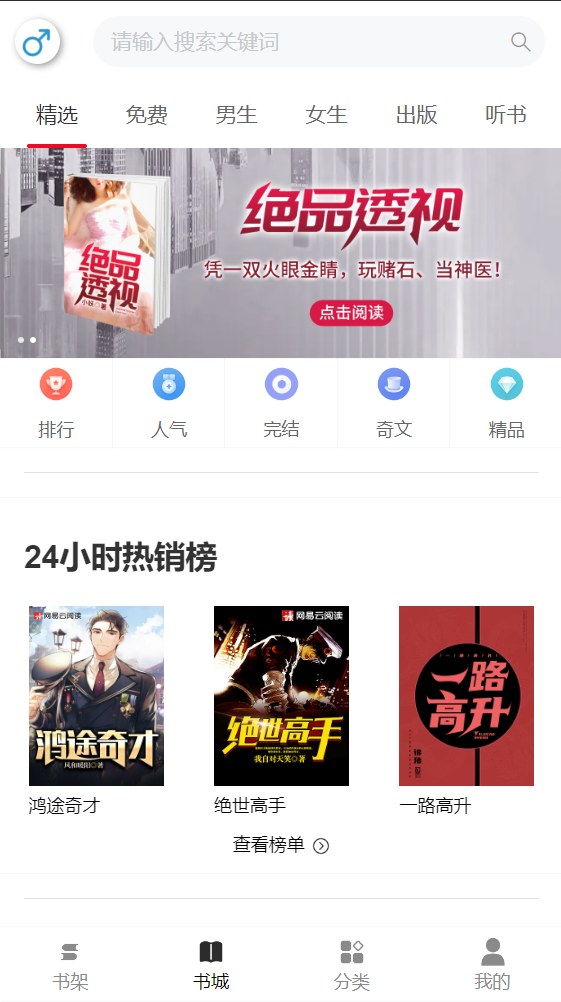 请输入搜索关键词
精选 免费 男生 女生 出版 听书
绝品透视
小妖 著
绝品透视
凭一双火眼金睛，玩赌石、当神医！
点击阅读
排行 人气 完结 奇文 精品
24小时热销榜
网易云阅读
鸿途奇才
风和暖阳◎著
网易云阅读
绝世高手
我自对天笑◎著
一路高升
鸿途奇才 绝世高手 一路高升
查看榜单
书架 书城 分类 我的